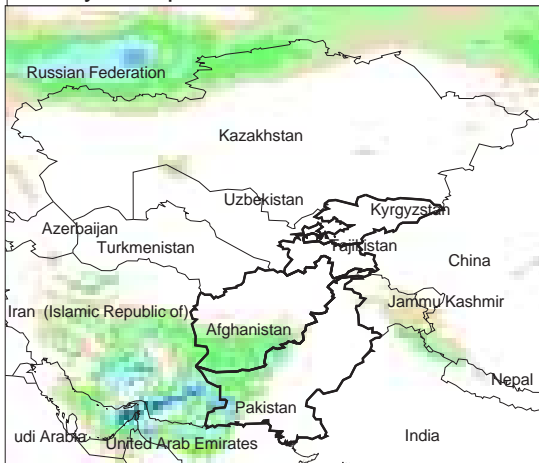 Russian Federation
Kazakhstan
Uzbekistan
Kyrgyzstan
Azerbaijan
Turkmenistan
Tajikistan
China
Iran (Islamic Republic of)
Jammu/Kashmir
Afghanistan
Nepal
Pakistan
udi Arabia
United Arab Emirates
India